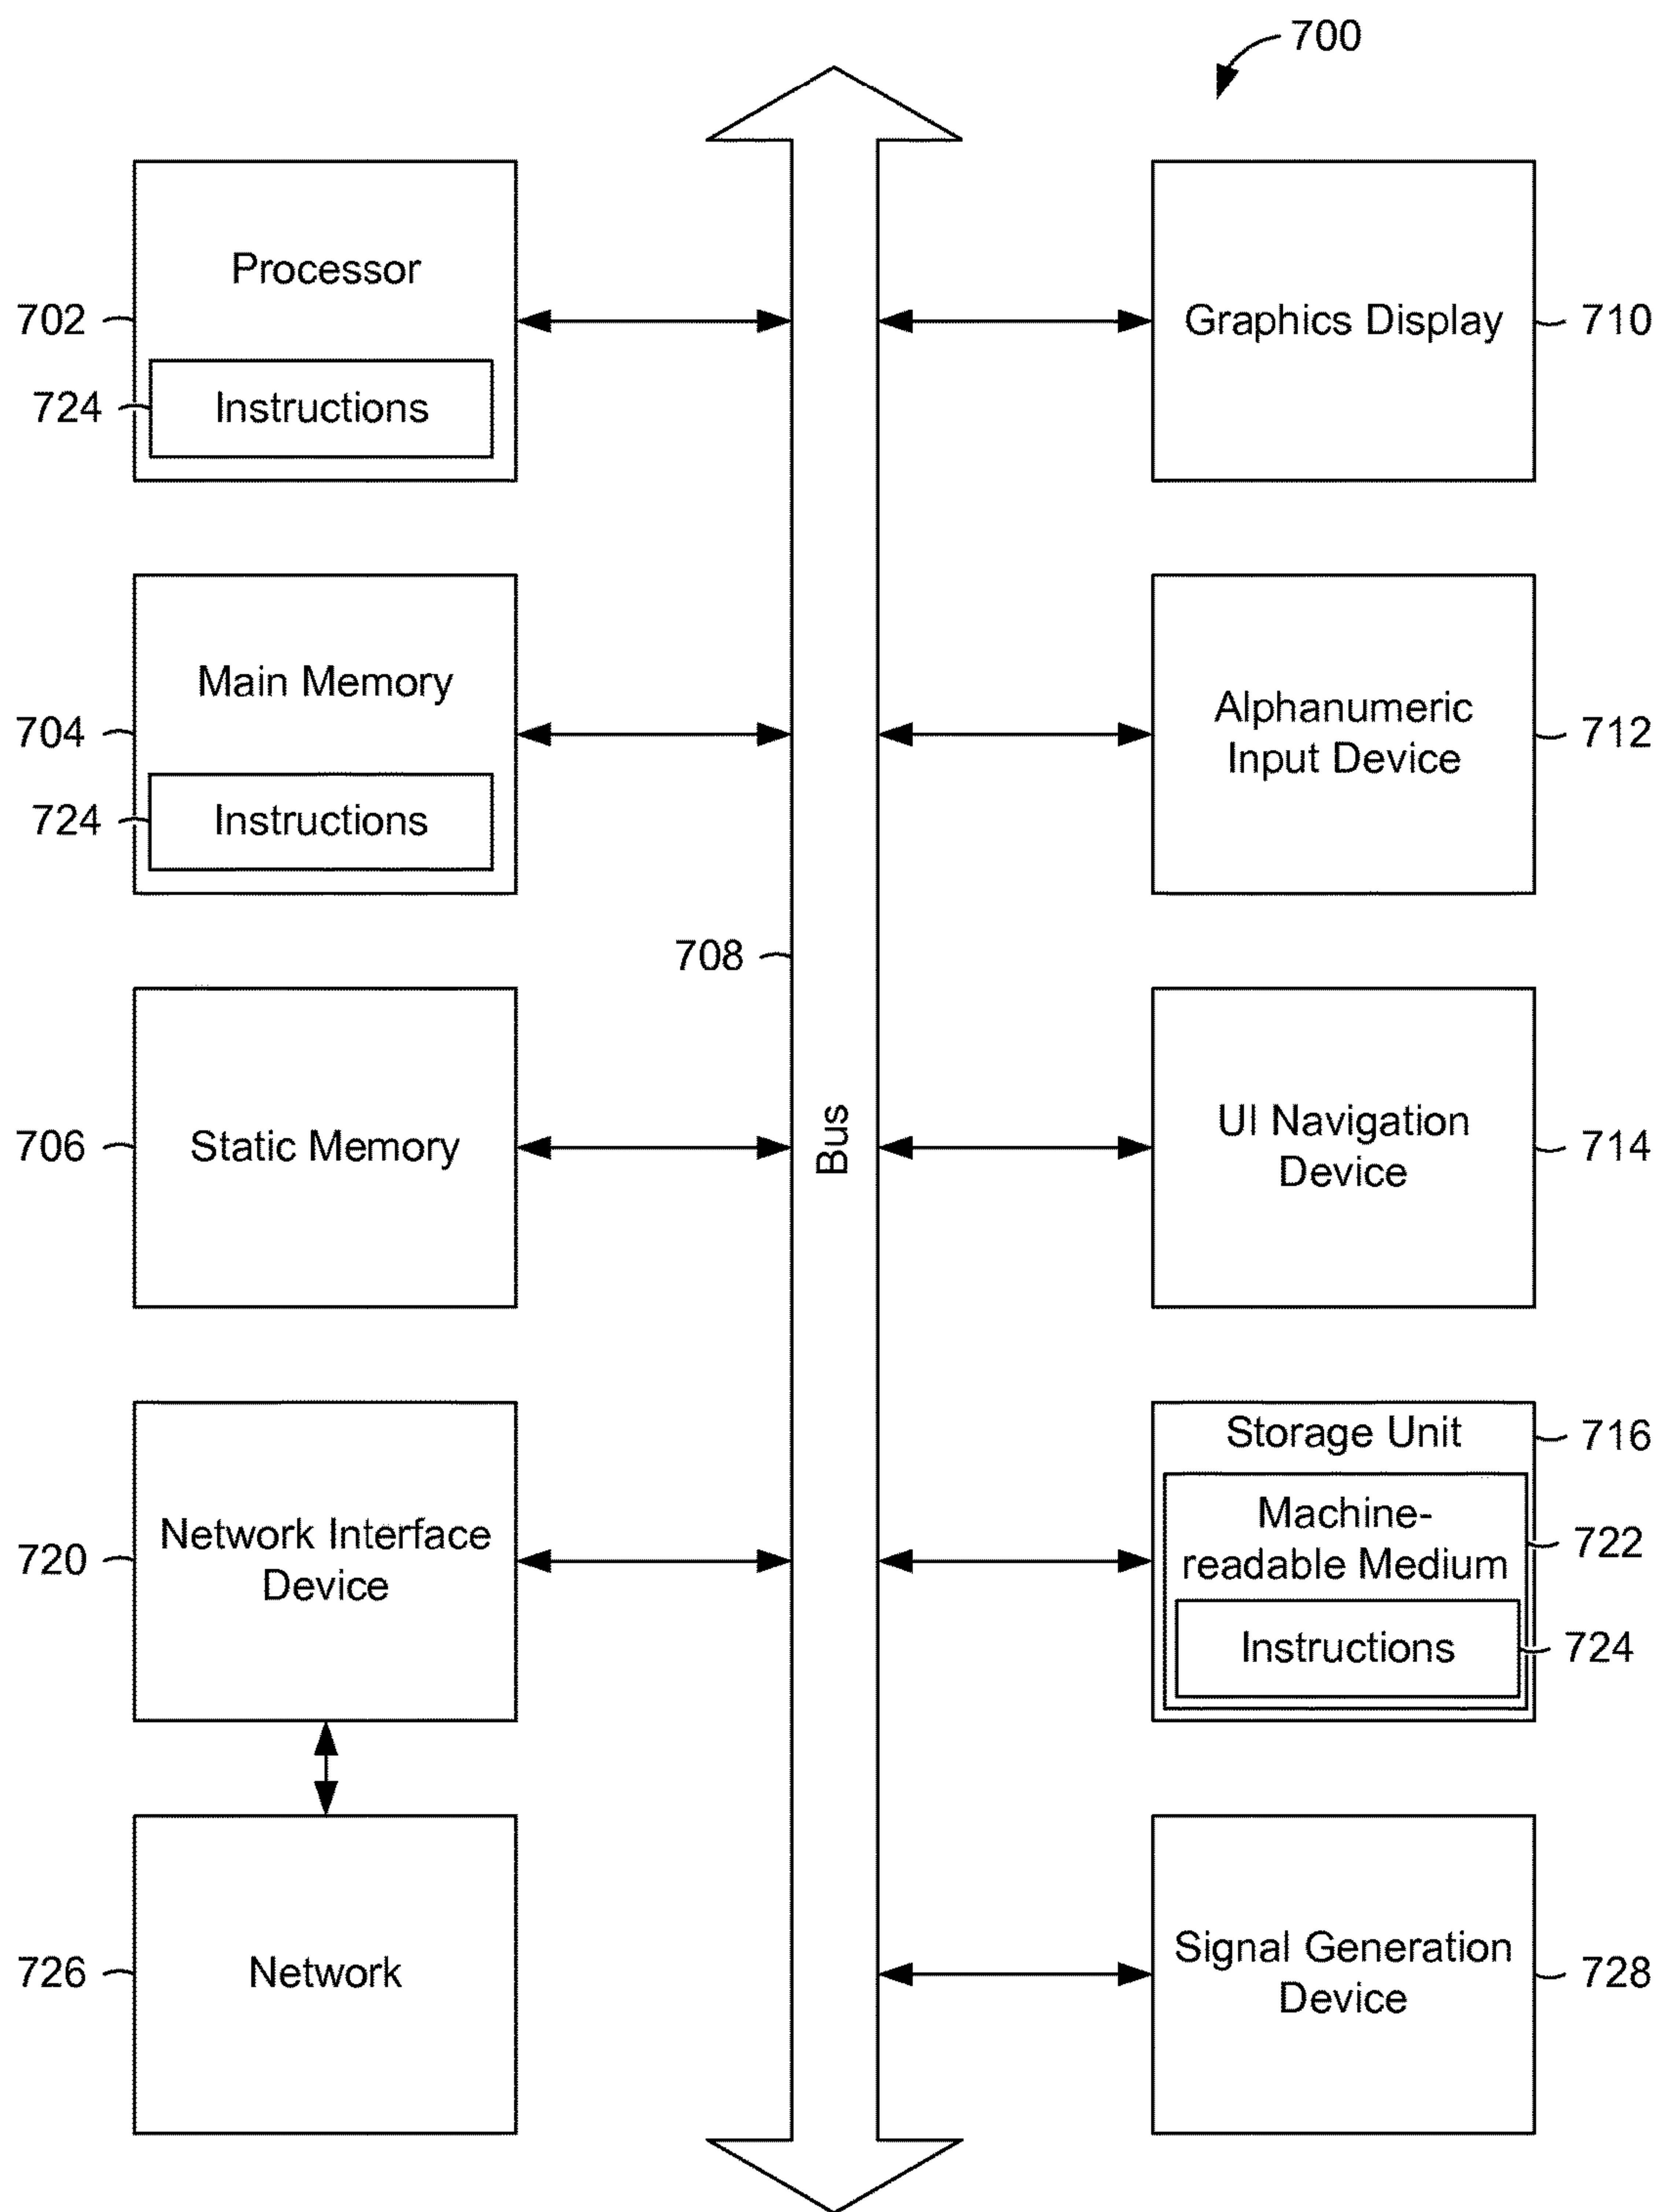 700
Processor
702
724
Instructions
Graphics Display
710
Main Memory
704
724
Instructions
Alphanumeric
Input Device
712
708
Bus
706
Static Memory
UI Navigation
Device
714
720
Network Interface
Device
Storage Unit
716
Machine-
readable Medium
722
Instructions
724
726
Network
Signal Generation
Device
728